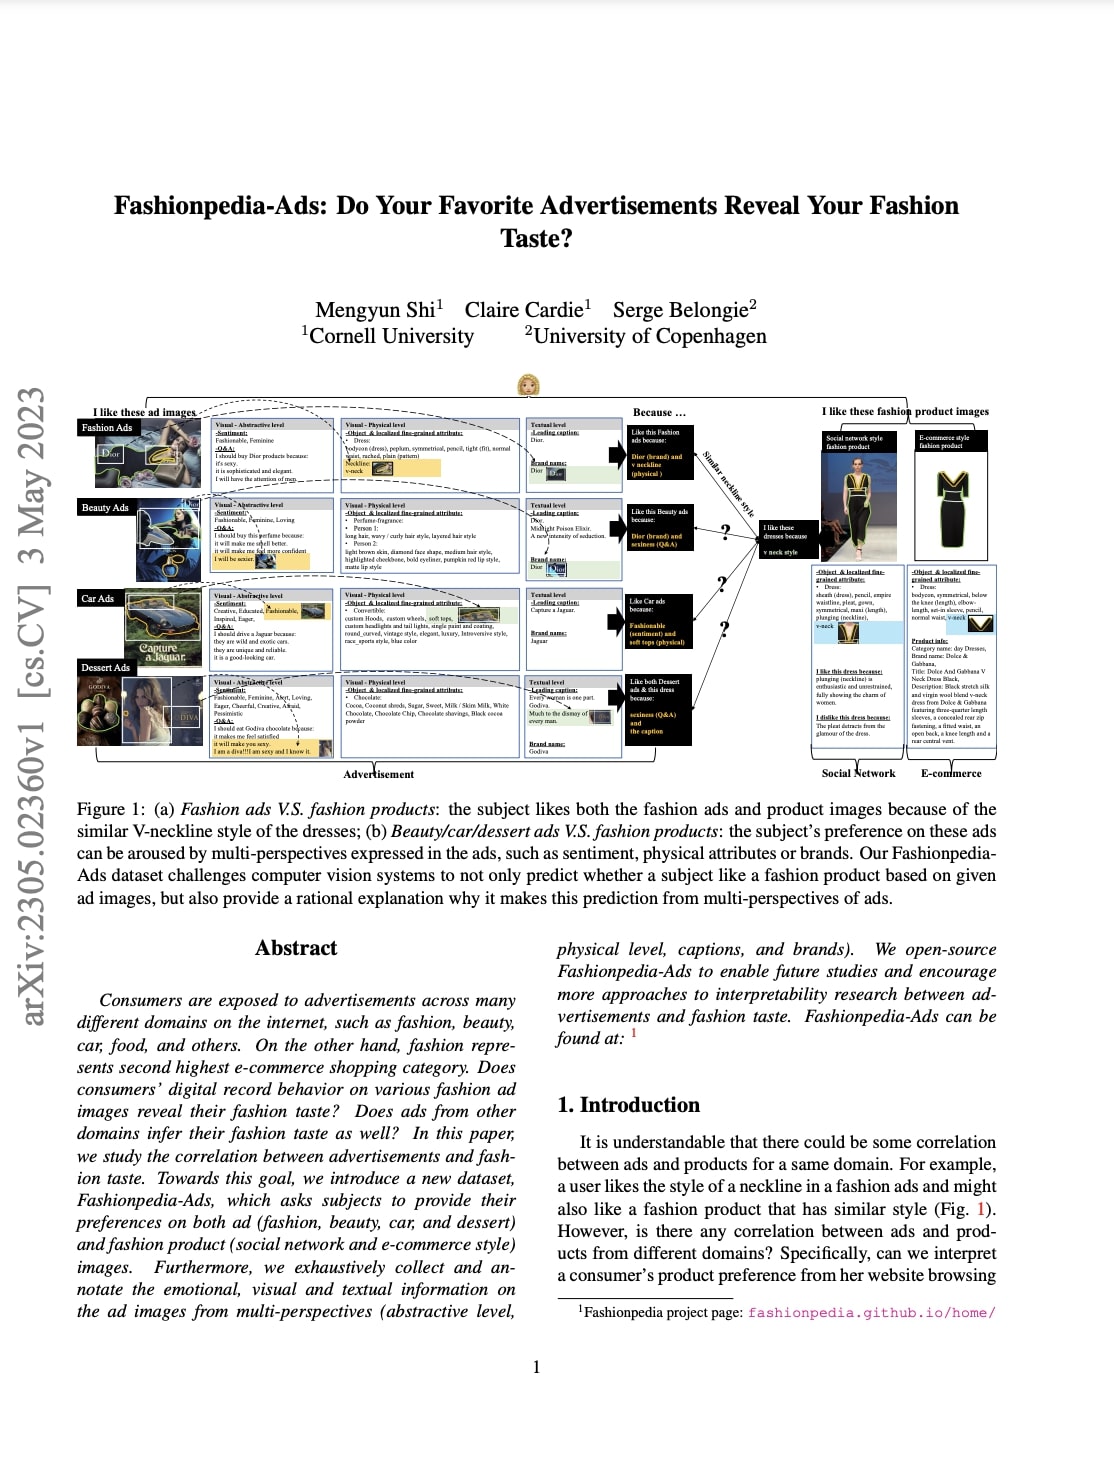 arXiv:2305.02360v1 [cs.CV] 3 May 2023
Fashionpedia-Ads: Do Your Favorite Advertisements Reveal Your Fashion
Taste?
Mengyun Shi1 Claire Cardie1 Serge Belongie2
1Cornell University 2University of Copenhagen
I like these ad images
Because ...
I like these fashion product images
Fashion Ads
Dior
Visual - Abstractive level
-Sentiment:
Fashionable, Feminine
-Q&A:
I should buy Dior products because:
it's sexy.
it is sophisticated and elegant.
I will have the attention of men.
Visual - Physical level
-Object & localized fine-grained attribute:
• Dress:
bodycon (dress), peplum, symmetrical, pencil, tight (fit), normal
waist, ruched, plain (pattern)
Neckline:
v-neck
Textual level
-Leading caption:
Dior.
Brand name:
Dior
Like this Fashion
ads because:
Dior (brand) and
v neckline
(physical )
Similar neckline style
Beauty Ads
Visual - Abstractive level
-Sentiment:
Fashionable, Feminine, Loving
-Q&A:
I should buy this perfume because:
it will make me smell better.
it will make me feel more confident
I will be sexier.
Visual - Physical level
-Object & localized fine-grained attribute:
• Perfume-fragrance:
• Person 1:
long hair, wavy / curly hair style, layered hair style
• Person 2:
light brown skin, diamond face shape, medium hair style,
highlighted cheekbone, bold eyeliner, pumpkin red lip style,
matte lip style
Textual level
-Leading caption:
Dior.
Midnight Poison Elixir.
A new intensity of seduction.
Brand name:
Dior
Like this Beauty ads
because:
Dior (brand) and
sexiness (Q&A)
?
Car Ads
Capture
a Jaguar.
Visual - Abstractive level
-Sentiment:
Creative, Educated, Fashionable,
Inspired, Eager,
-Q&A:
I should drive a Jaguar because:
they are wild and exotic cars.
they are unique and reliable.
it is a good-looking car.
Visual - Physical level
-Object & localized fine-grained attribute:
• Convertible:
custom Hoods, custom wheels, soft tops,
custom headlights and tail lights, single paint and coating,
round_curved, vintage style, elegant, luxury, Introversive style,
race_sports style, blue color
Textual level
-Leading caption:
Capture a Jaguar.
Brand name:
Jaguar
Like Car ads
because:
Fashionable
(sentiment) and
soft tops (physical)
?
Dessert Ads
GODIVA
DIVA
Visual - Abstractive level
-Sentiment:
Fashionable, Feminine, Alert, Loving,
Eager, Cheerful, Creative, Afraid,
Pessimistic
-Q&A:
I should eat Godiva chocolate because:
it makes me feel satisfied
it will make you sexy.
I am a diva!!!I am sexy and I know it.
Visual - Physical level
-Object & localized fine-grained attribute:
• Chocolate:
Cocoa, Coconut shreds, Sugar, Sweet, Milk / Skim Milk, White
Chocolate, Chocolate Chip, Chocolate shavings, Black cocoa
powder
Textual level
-Leading caption:
Every woman is one part.
Godiva.
Much to the dismay of
every man.
Brand name:
Godiva
Like both Dessert
ads & this dress
because:
sexiness (Q&A)
and
the caption
?
I like these
dresses because
v neck style
Social network style
fashion product
E-commerce style
fashion product
-Object & localized fine-
grained attribute:
• Dress:
sheath (dress), pencil, empire
waistline, pleat, gown,
symmetrical, maxi (length),
plunging (neckline),
v-neck
I like this dress because:
plunging (neckline) is
enthusiastic and unrestrained,
fully showing the charm of
women.
I dislike this dress because:
The pleat detracts from the
glamour of the dress.
-Object & localized fine-
grained attribute:
• Dress:
bodycon, symmetrical, below
the knee (length), elbow-
length, set-in sleeve, pencil,
normal waist, v-neck
Product info:
Category name: day Dresses,
Brand name: Dolce &
Gabbana,
Title: Dolce And Gabbana V
Neck Dress Black,
Description: Black stretch silk
and virgin wool blend v-neck
dress from Dolce & Gabbana
featuring three-quarter length
sleeves, a concealed rear zip
fastening, a fitted waist, an
open back, a knee length and a
rear central vent.
Advertisement
Social Network
E-commerce
Figure 1: (a) Fashion ads V.S. fashion products: the subject likes both the fashion ads and product images because of the
similar V-neckline style of the dresses; (b) Beauty/car/dessert ads V.S. fashion products: the subject's preference on these ads
can be aroused by multi-perspectives expressed in the ads, such as sentiment, physical attributes or brands. Our Fashionpedia-
Ads dataset challenges computer vision systems to not only predict whether a subject like a fashion product based on given
ad images, but also provide a rational explanation why it makes this prediction from multi-perspectives of ads.
Abstract
Consumers are exposed to advertisements across many
different domains on the internet, such as fashion, beauty,
car, food, and others. On the other hand, fashion repre-
sents second highest e-commerce shopping category. Does
consumers' digital record behavior on various fashion ad
images reveal their fashion taste? Does ads from other
domains infer their fashion taste as well? In this paper,
we study the correlation between advertisements and fash-
ion taste. Towards this goal, we introduce a new dataset,
Fashionpedia-Ads, which asks subjects to provide their
preferences on both ad (fashion, beauty, car, and dessert)
and fashion product (social network and e-commerce style)
images. Furthermore, we exhaustively collect and an-
notate the emotional, visual and textual information on
the ad images from multi-perspectives (abstractive level,
physical level, captions, and brands). We open-source
Fashionpedia-Ads to enable future studies and encourage
more approaches to interpretability research between ad-
vertisements and fashion taste. Fashionpedia-Ads can be
found at: 1
1. Introduction
It is understandable that there could be some correlation
between ads and products for a same domain. For example,
a user likes the style of a neckline in a fashion ads and might
also like a fashion product that has similar style (Fig. 1).
However, is there any correlation between ads and prod-
ucts from different domains? Specifically, can we interpret
a consumer's product preference from her website browsing
1Fashionpedia project page: fashionpedia.github.io/home/
1